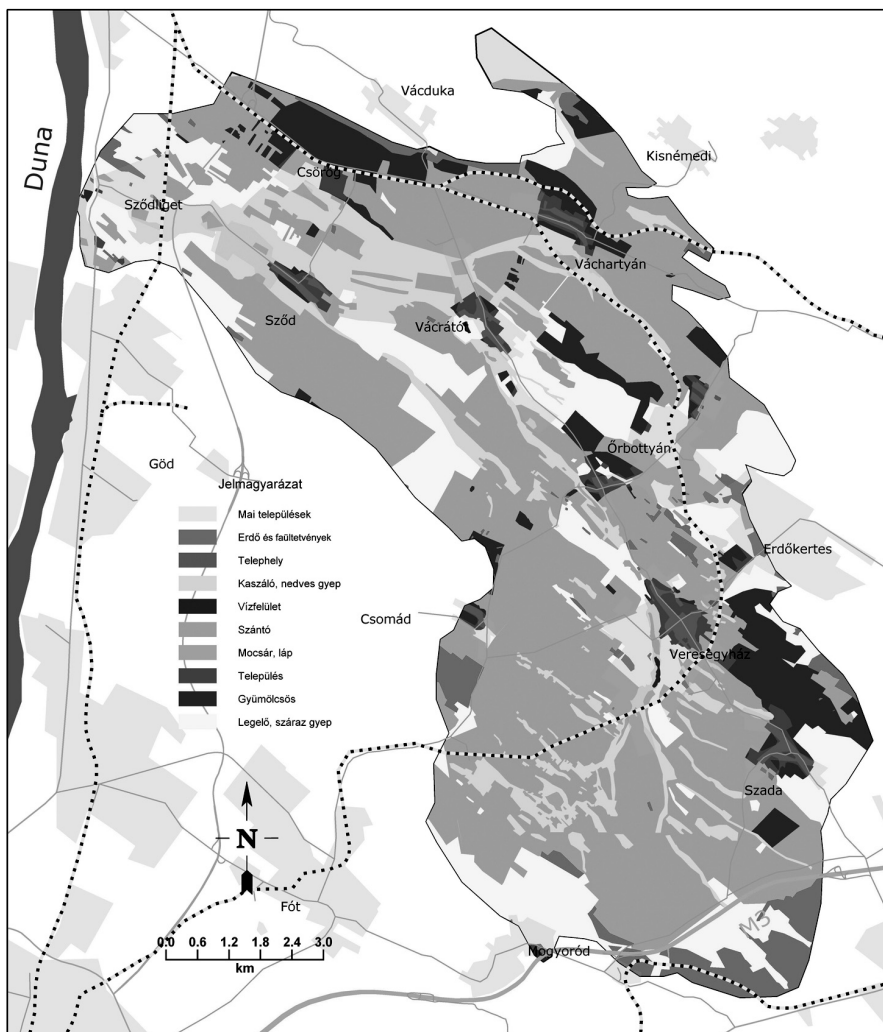 Duna
Vácduka
Kisnémedi
Csörög
Sződliget
Váchartyán
Sződ
Vácrátót
Őrbottyán
Göd
Jelmagyarázat
Mai települések
Erdő és faültetvények
Telephely
Kaszáló, nedves gyep
Vízfelület
Szántó
Mocsár, láp
Település
Gyümölcsös
Legelő, száraz gyep
Erdőkertes
Csomád
Veresegyház
Szada
N
Fót
M3
0.0 0.6 1.2 1.8 2.4 3.0
km
Mogyoród